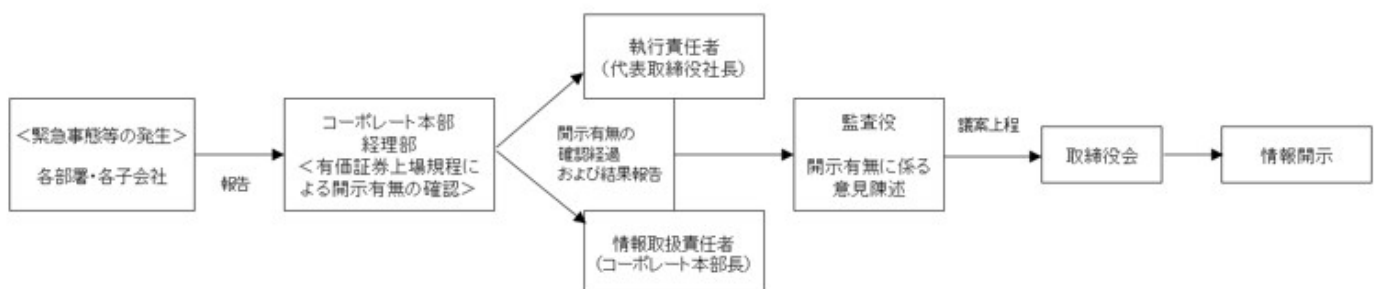 ＜緊急事態等の発生＞
各部署・各子会社
報告
コーポレート本部
経理部
＜有価証券上場規程に
よる開示有無の確認＞
執行責任者
(代表取締役社長)
開示有無の
確認経過
および結果報告
情報取扱責任者
(コーポレート本部長)
監査役
開示有無に係る
意見陳述
議案上程
取締役会
情報開示